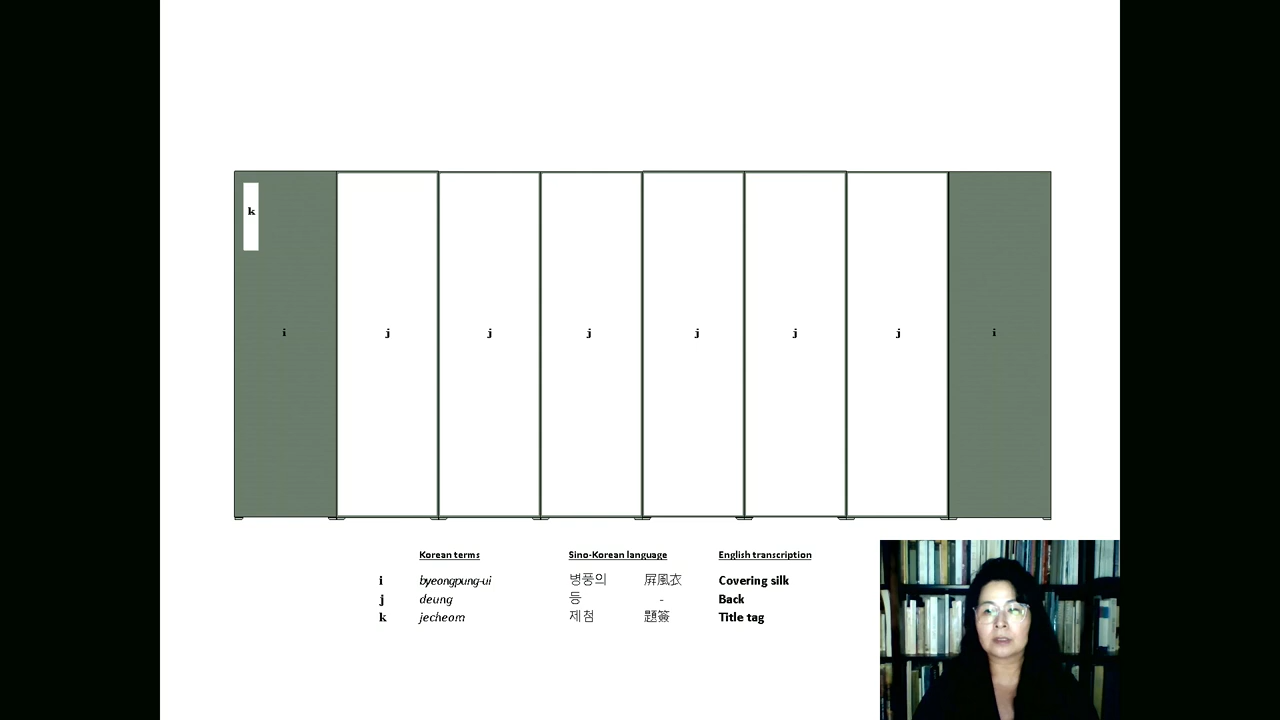 k
i j j j j j j i
Korean terms Sino-Korean language English transcription
i byeongpung-ui 병풍의 屛風衣 Covering silk
j deung 등 - Back
k jecheom 제첨 題簽 Title tag